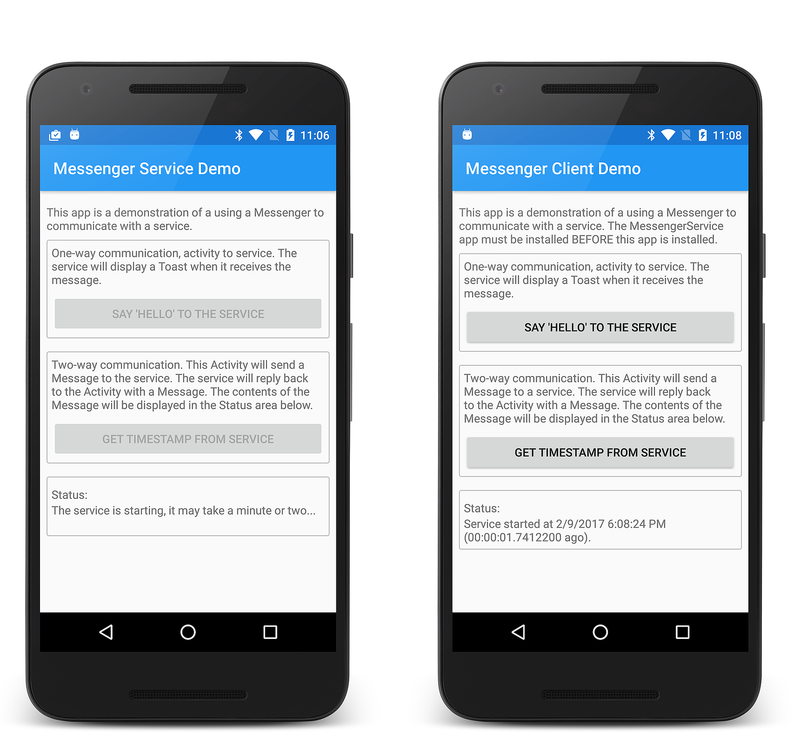 11:06
Messenger Service Demo
This app is a demonstration of a using a Messenger to
communicate with a service.
One-way communication, activity to service. The
service will display a Toast when it receives the
message.
SAY 'HELLO' TO THE SERVICE
Two-way communication. This Activity will send a
Message to the service. The service will reply back
to the Activity with a Message. The contents of the
Message will be displayed in the Status area below.
GET TIMESTAMP FROM SERVICE
Status:
The service is starting, it may take a minute or two...
11:08
Messenger Client Demo
This app is a demonstration of a using a Messenger to
communicate with a service. The MessengerService
app must be installed BEFORE this app is installed.
One-way communication, activity to service. The
service will display a Toast when it receives the
message.
SAY 'HELLO' TO THE SERVICE
Two-way communication. This Activity will send a
Message to a service. The service will reply back
to the Activity with a Message. The contents of the
Message will be displayed in the Status area below.
GET TIMESTAMP FROM SERVICE
Status:
Service started at 2/9/2017 6:08:24 PM
(00:00:01.7412200 ago).